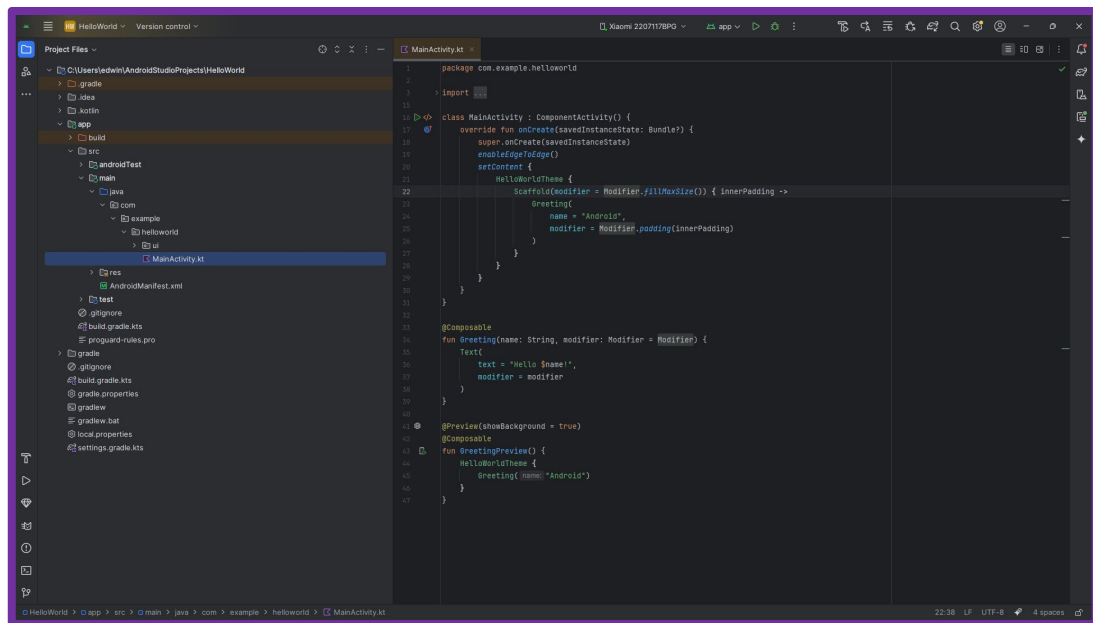 HW HelloWorld Version control Xiaomi 2207117BPG app
Project Files
C:\Users\edwin\AndroidStudioProjects\HelloWorld
.gradle
.idea
.kotlin
app
build
src
androidTest
main
java
com
example
helloworld
ui
MainActivity.kt
res
AndroidManifest.xml
test
.gitignore
build.gradle.kts
proguard-rules.pro
gradle
.gitignore
build.gradle.kts
gradle.properties
gradlew
gradlew.bat
local.properties
settings.gradle.kts
MainActivity.kt
1 package com.example.helloworld
2
3 import ...
15
16 class MainActivity : ComponentActivity() {
17 override fun onCreate(savedInstanceState: Bundle?) {
18 super.onCreate(savedInstanceState)
19 enableEdgeToEdge()
20 setContent {
21 HelloWorldTheme {
22 Scaffold(modifier = Modifier.fillMaxSize()) { innerPadding ->
23 Greeting(
24 name = "Android",
25 modifier = Modifier.padding(innerPadding)
26 )
27 }
28 }
29 }
30 }
31 }
32
33 @Composable
34 fun Greeting(name: String, modifier: Modifier = Modifier) {
35 Text(
36 text = "Hello $name!",
37 modifier = modifier
38 )
39 }
40
41 @Preview(showBackground = true)
42 @Composable
43 fun GreetingPreview() {
44 HelloWorldTheme {
45 Greeting( name: "Android")
46 }
47 }
HelloWorld > app > src > main > java > com > example > helloworld > MainActivity.kt 22:38 LF UTF-8 4 spaces